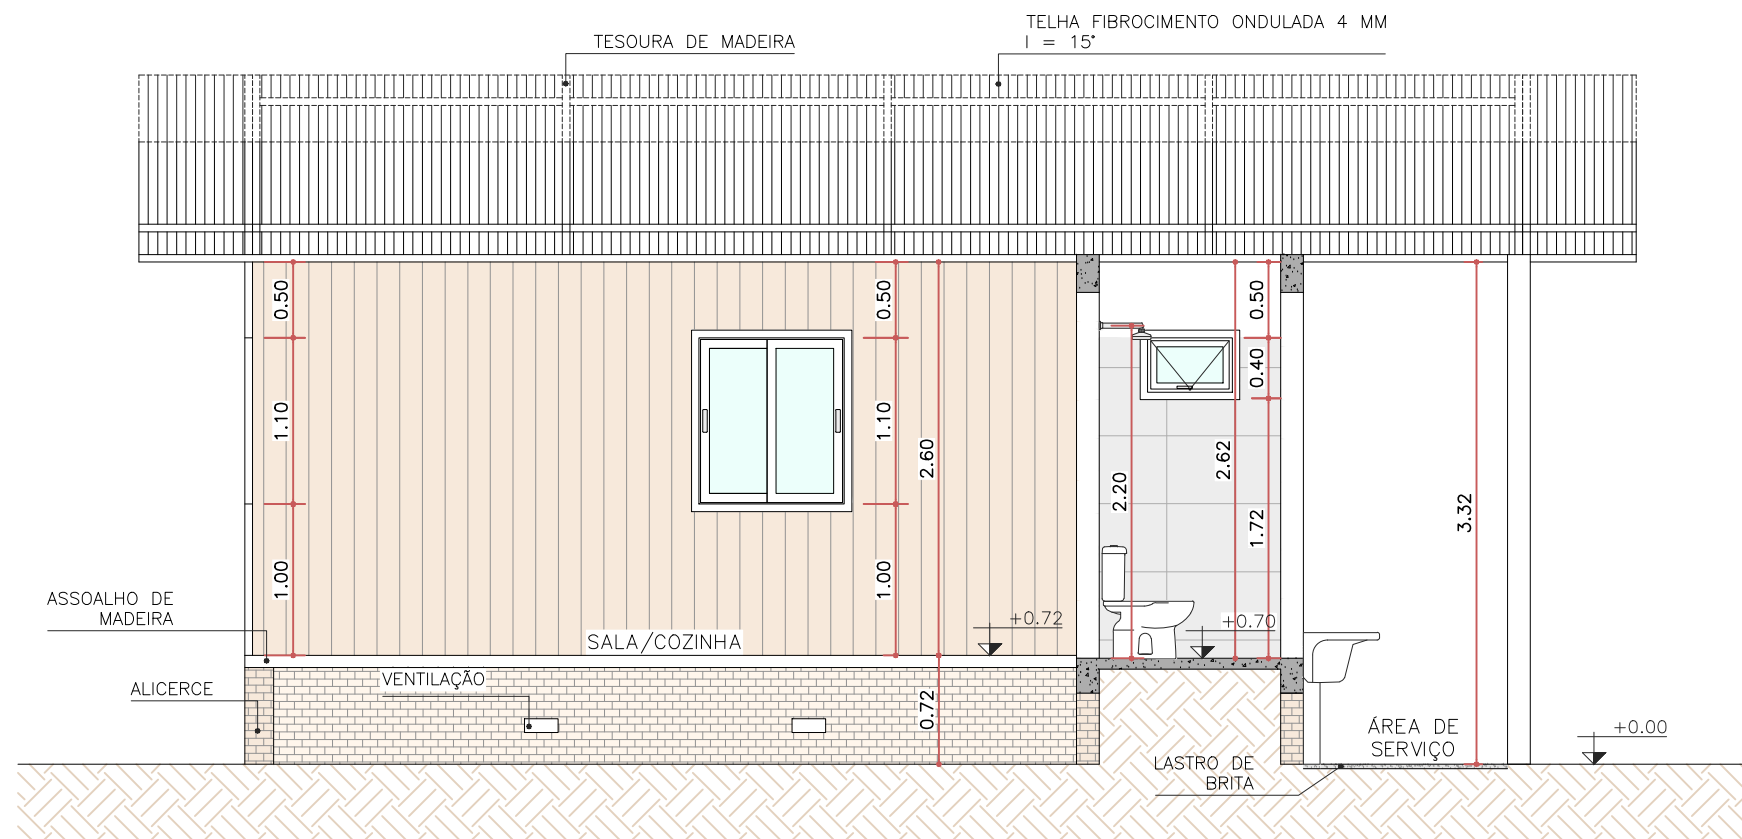 TELHA FIBROCIMENTO ONDULADA 4 MM
I = 15°
TESOURA DE MADEIRA
0.50
0.50
0.50
0.40
1.10
1.10
2.60
2.62
2.20
1.72
3.32
1.00
1.00
ASSOALHO DE
MADEIRA
SALA/COZINHA
+0.72
+0.70
ALICERCE
VENTILAÇÃO
0.72
ÁREA DE
SERVIÇO
+0.00
LASTRO DE
BRITA